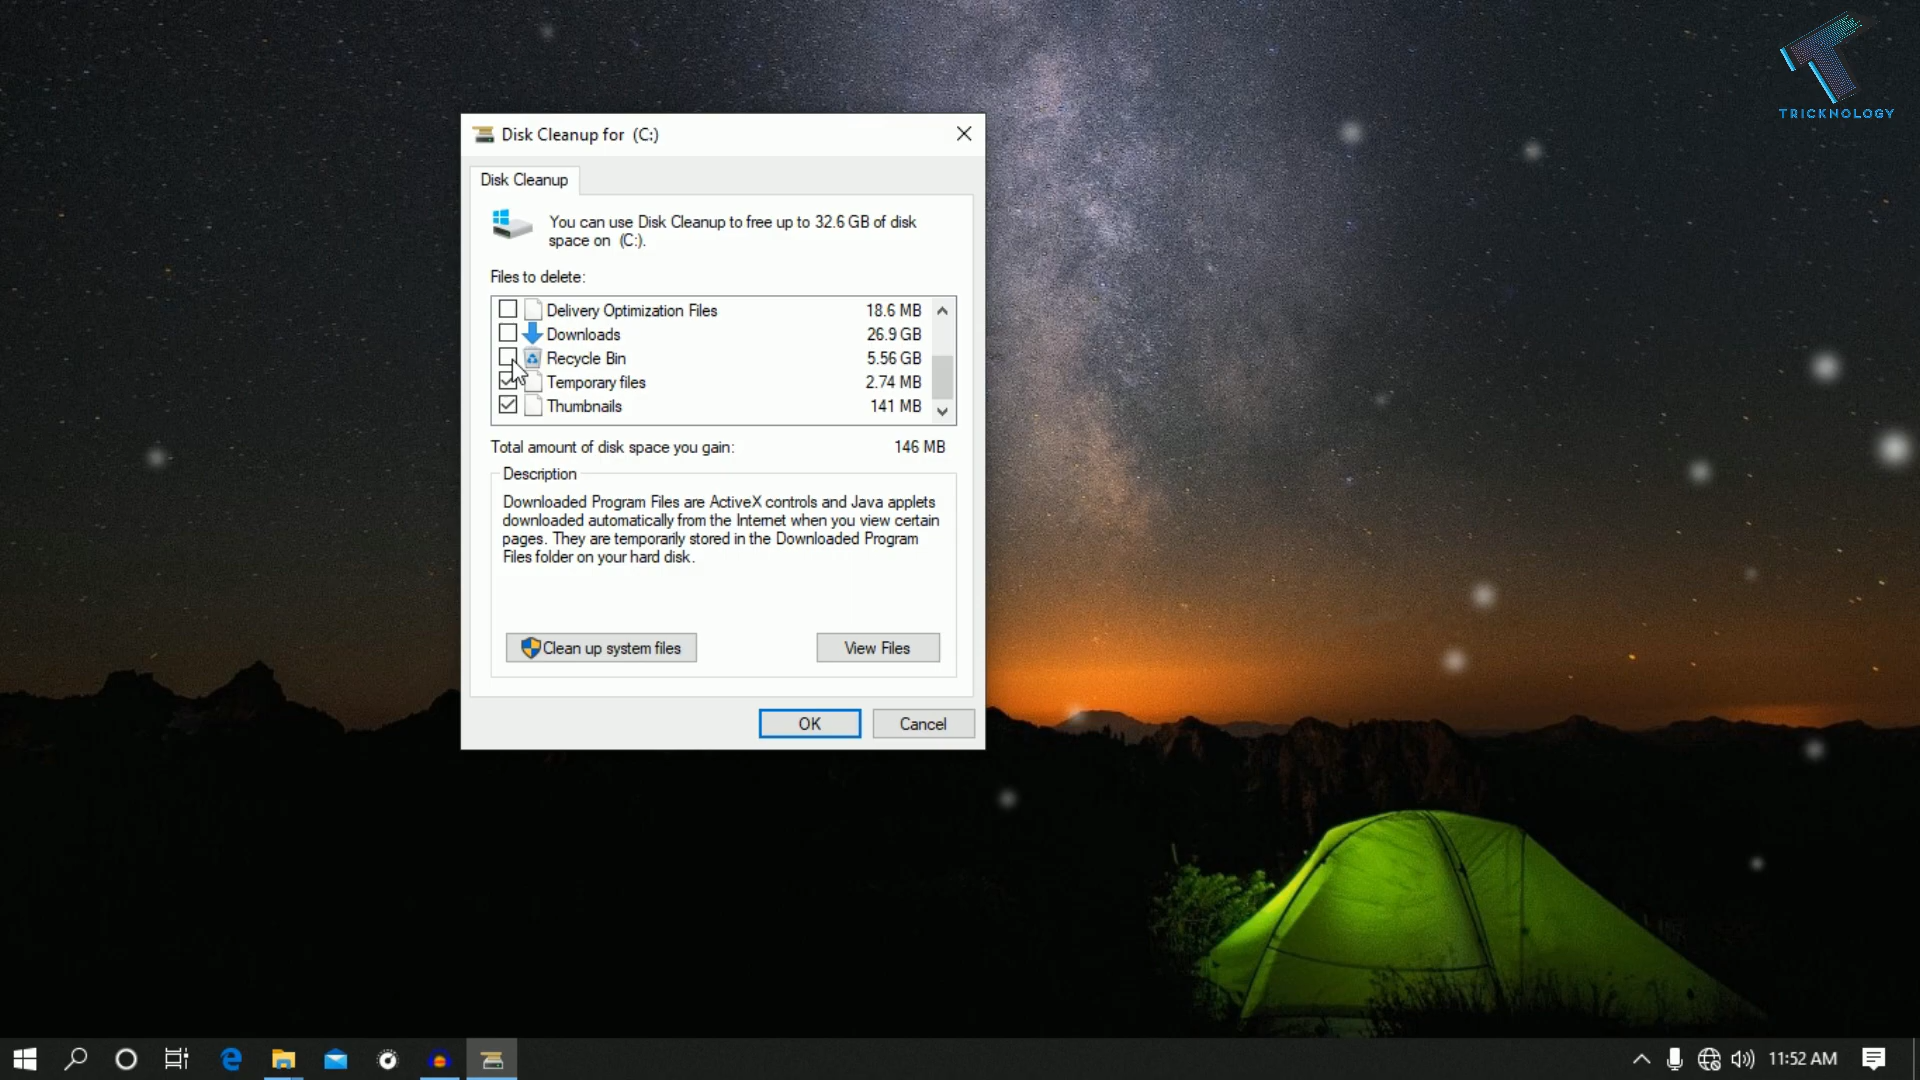 TRICKNOLOGY
Disk Cleanup for (C:)
Disk Cleanup
You can use Disk Cleanup to free up to 32.6 GB of disk
space on (C:).
Files to delete:
Delivery Optimization Files 18.6 MB
Downloads 26.9 GB
Recycle Bin 5.56 GB
Temporary files 2.74 MB
Thumbnails 141 MB
Total amount of disk space you gain: 146 MB
Description
Downloaded Program Files are ActiveX controls and Java applets
downloaded automatically from the Internet when you view certain
pages. They are temporarily stored in the Downloaded Program
Files folder on your hard disk.
Clean up system files View Files
OK Cancel
11:52 AM